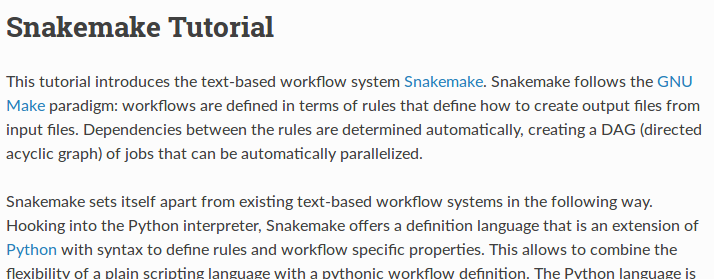 Snakemake Tutorial
This tutorial introduces the text-based workflow system Snakemake. Snakemake follows the GNU
Make paradigm: workflows are defined in terms of rules that define how to create output files from
input files. Dependencies between the rules are determined automatically, creating a DAG (directed
acyclic graph) of jobs that can be automatically parallelized.
Snakemake sets itself apart from existing text-based workflow systems in the following way.
Hooking into the Python interpreter, Snakemake offers a definition language that is an extension of
Python with syntax to define rules and workflow specific properties. This allows to combine the
flexibility of a plain scripting language with a pythonic workflow definition. The Python language is